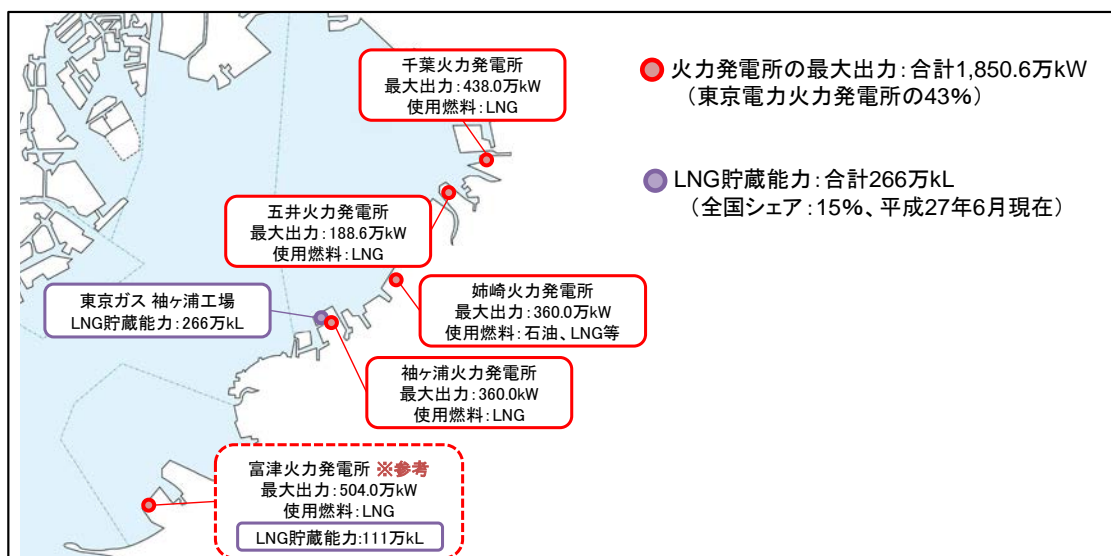 千葉火力発電所
最大出力:438.0万kW
使用燃料:LNG
火力発電所の最大出力:合計1,850.6万kW
（東京電力火力発電所の43%）
LNG貯蔵能力:合計266万kL
（全国シェア:15%、平成27年6月現在）
五井火力発電所
最大出力:188.6万kW
使用燃料:LNG
東京ガス 袖ヶ浦工場
LNG貯蔵能力:266万kL
姉崎火力発電所
最大出力:360.0万kW
使用燃料:石油、LNG等
袖ヶ浦火力発電所
最大出力:360.0kW
使用燃料:LNG
富津火力発電所 ※参考
最大出力:504.0万kW
使用燃料:LNG
LNG貯蔵能力:111万kL